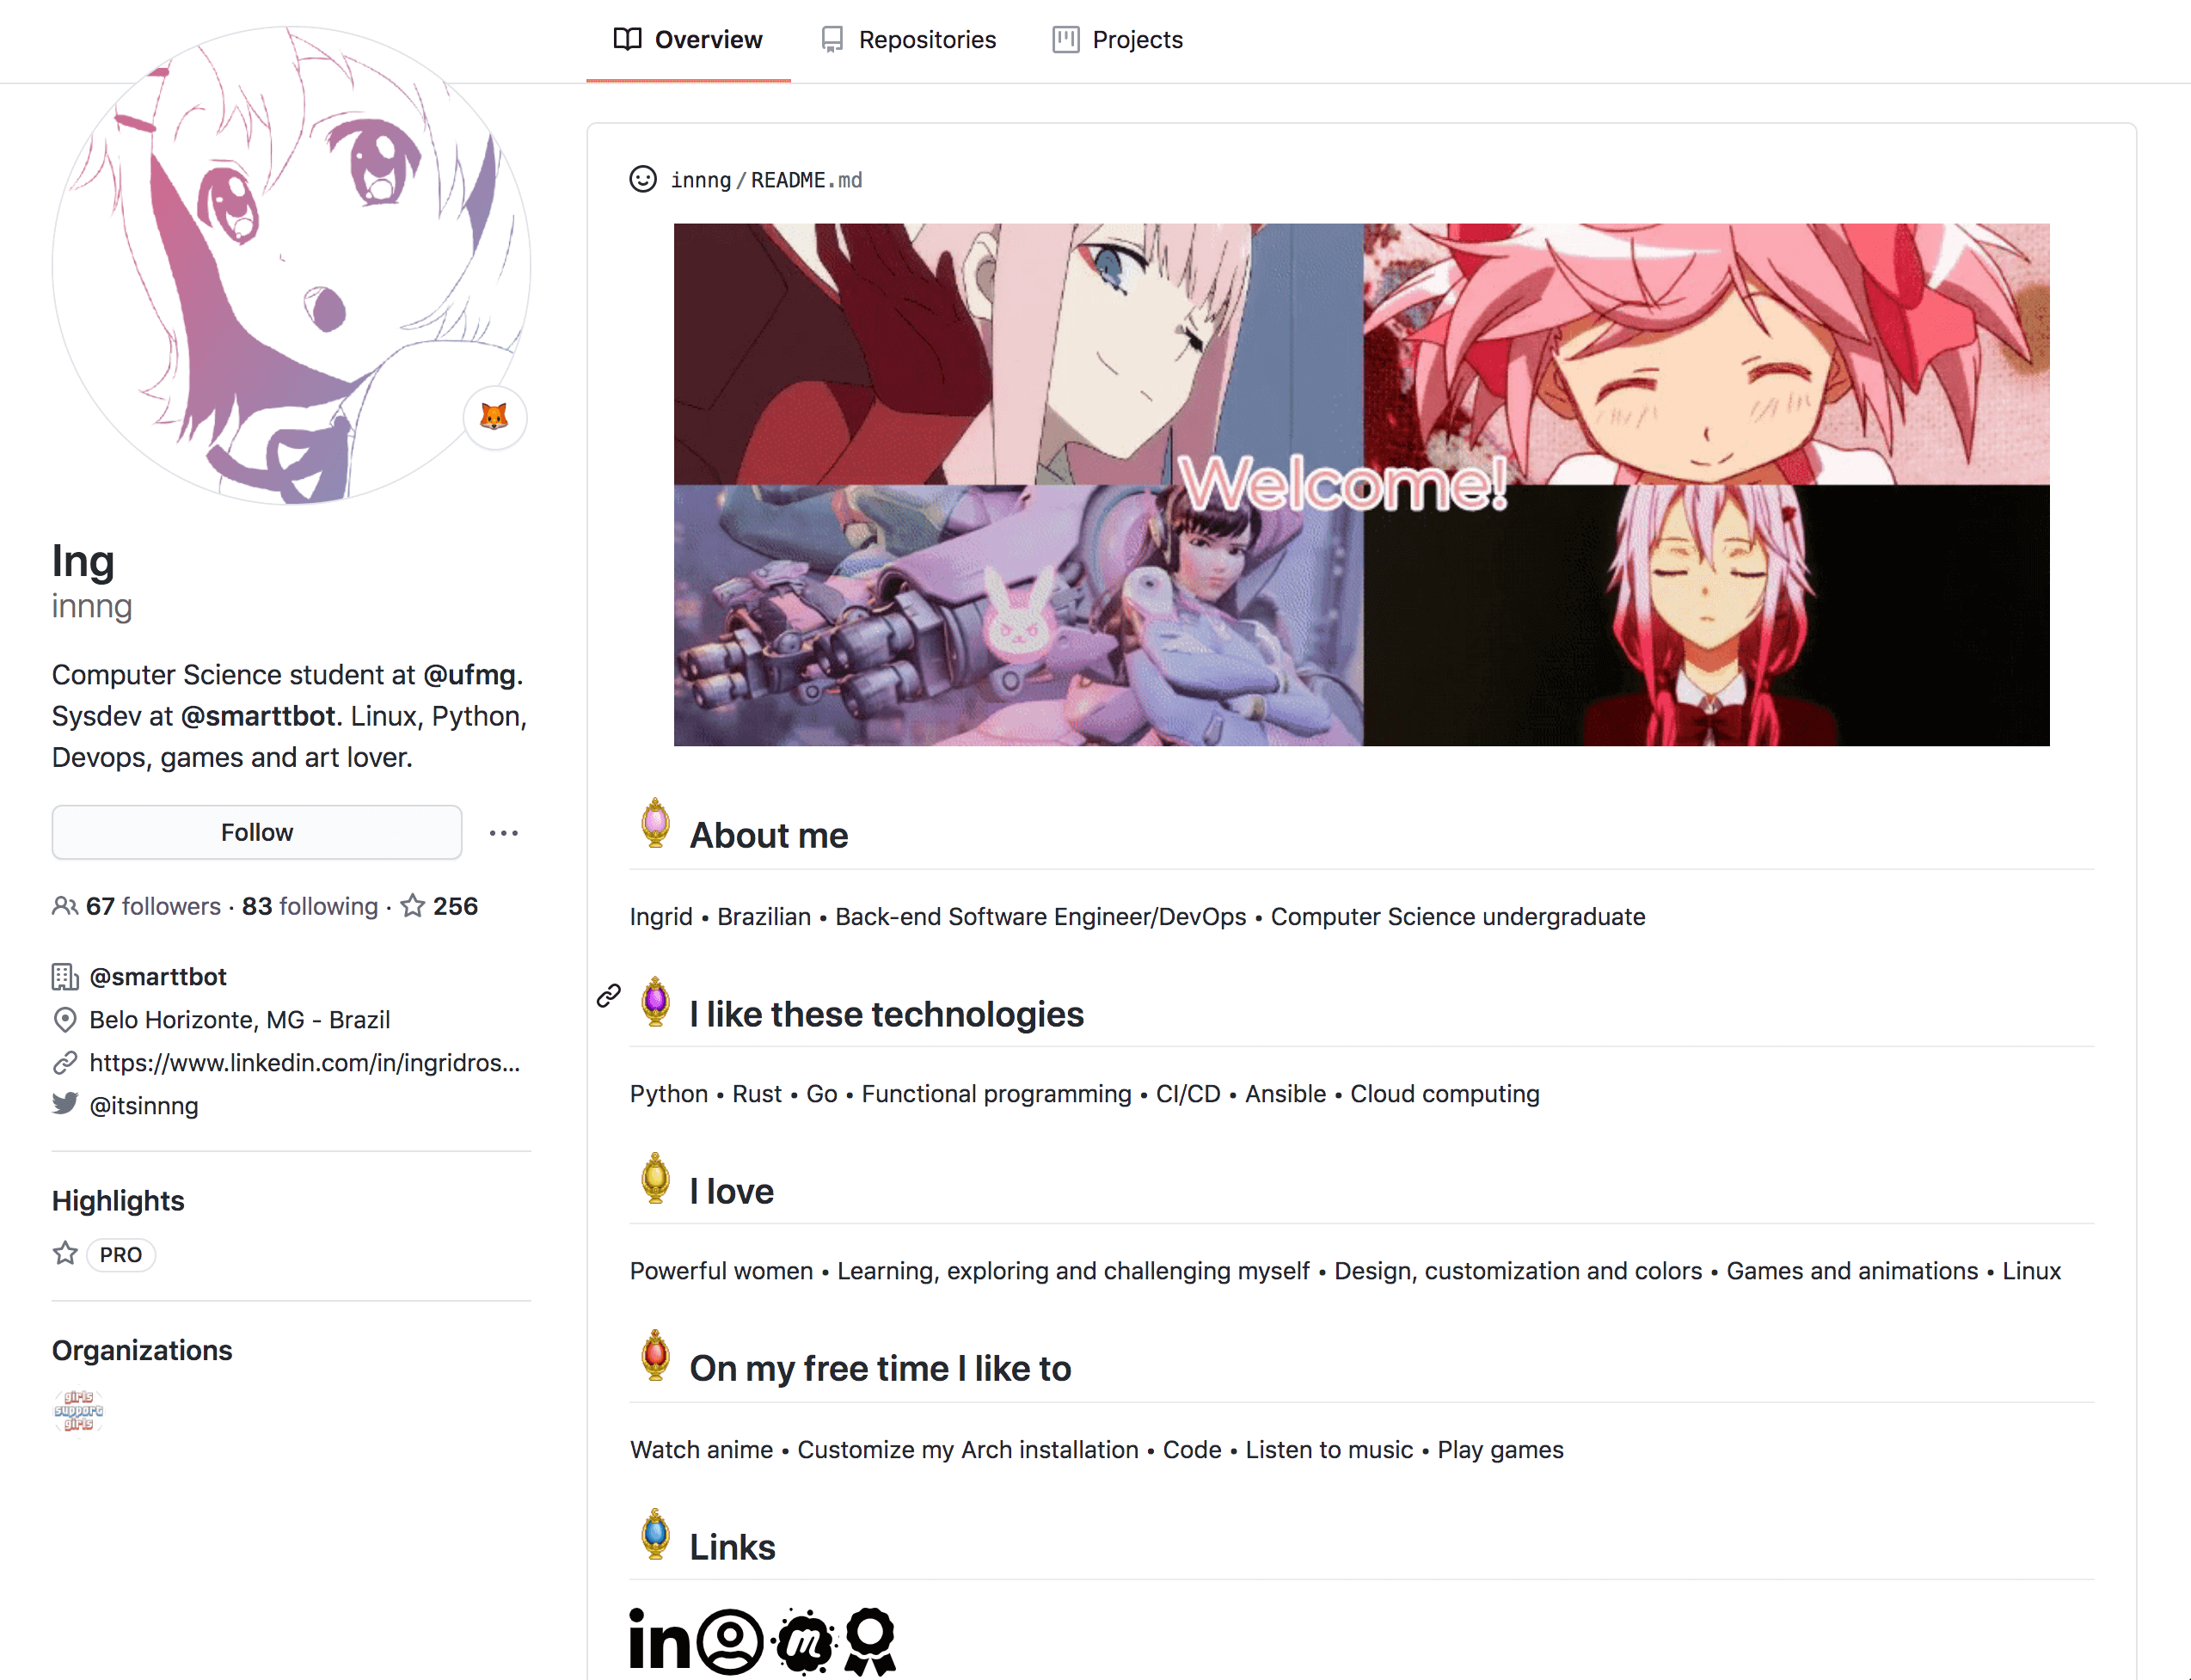 Overview Repositories Projects
innng/README.md
Welcome!
Ing
innng
Computer Science student at @ufmg.
Sysdev at @smarttbot. Linux, Python,
Devops, games and art lover.
Follow
67 followers · 83 following · 256
@smarttbot
Belo Horizonte, MG - Brazil
https://www.linkedin.com/in/ingridros...
@itsinnng
Highlights
PRO
Organizations
girls
support
girls
About me
Ingrid • Brazilian • Back-end Software Engineer/DevOps • Computer Science undergraduate
I like these technologies
Python • Rust • Go • Functional programming • CI/CD • Ansible • Cloud computing
I love
Powerful women • Learning, exploring and challenging myself • Design, customization and colors • Games and animations • Linux
On my free time I like to
Watch anime • Customize my Arch installation • Code • Listen to music • Play games
Links
in
m